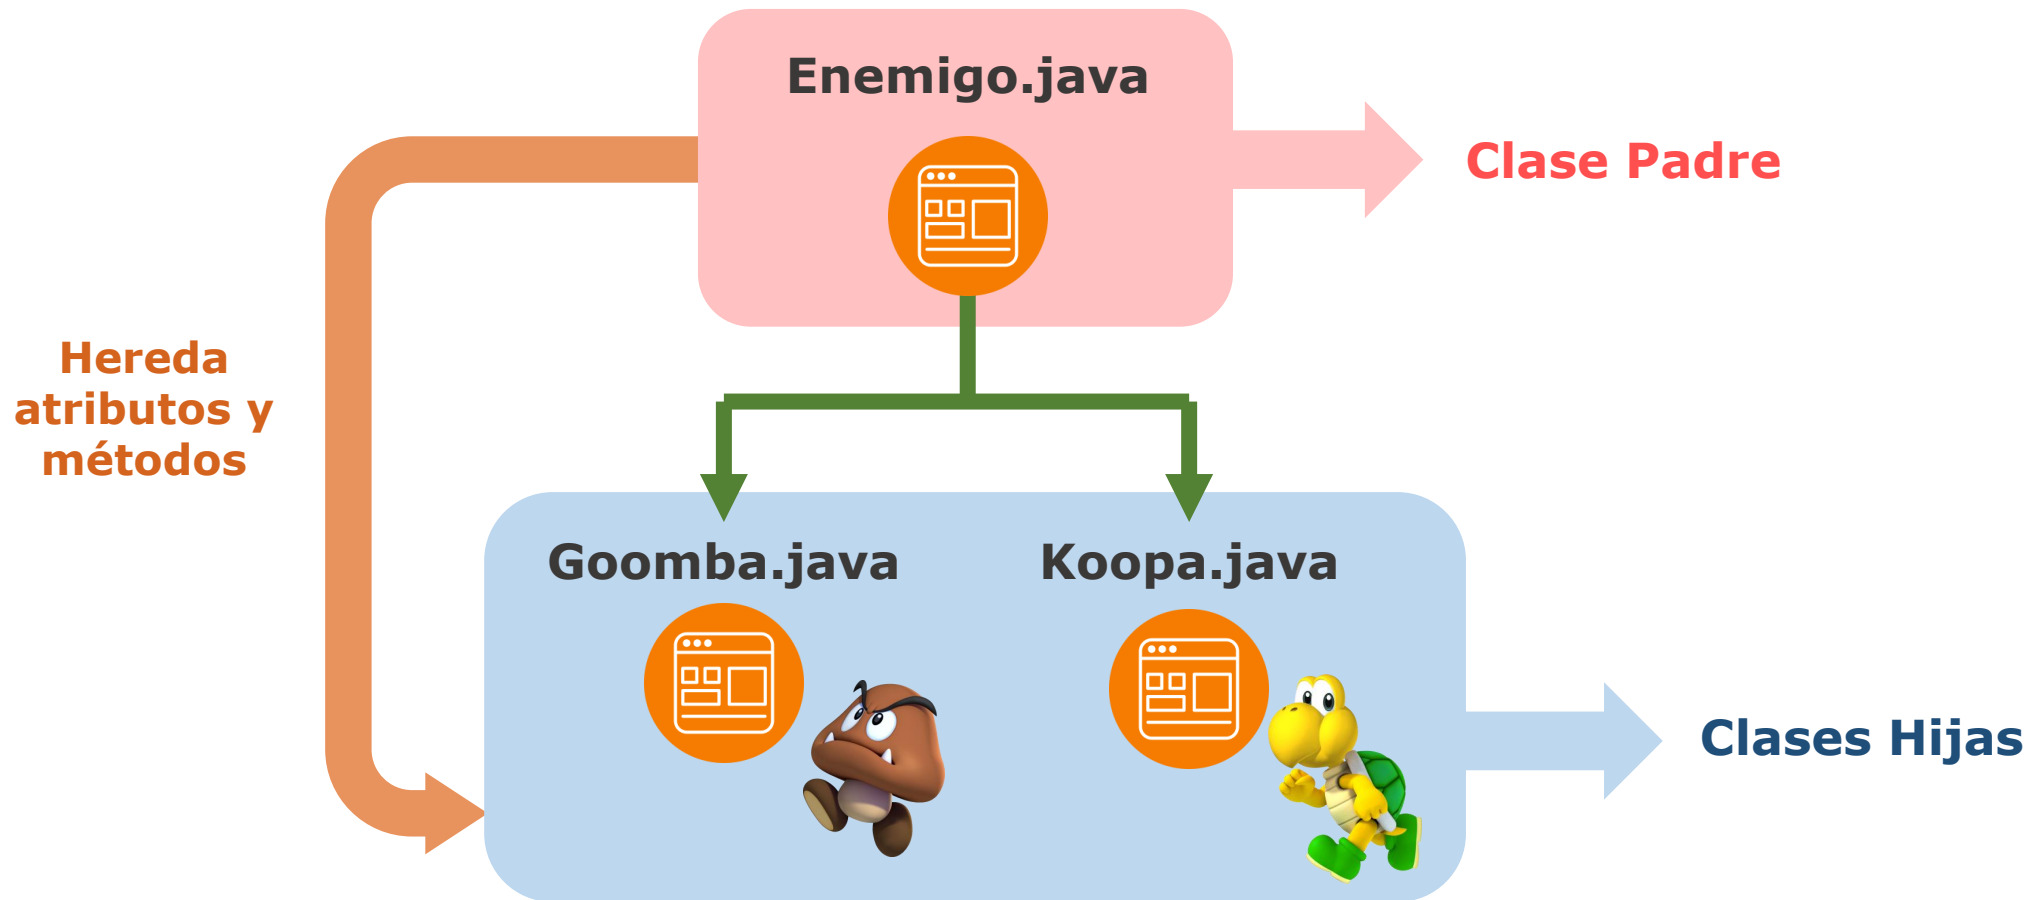 Enemigo.java
Clase Padre
Hereda
atributos y
métodos
Goomba.java
Koopa.java
Clases Hijas